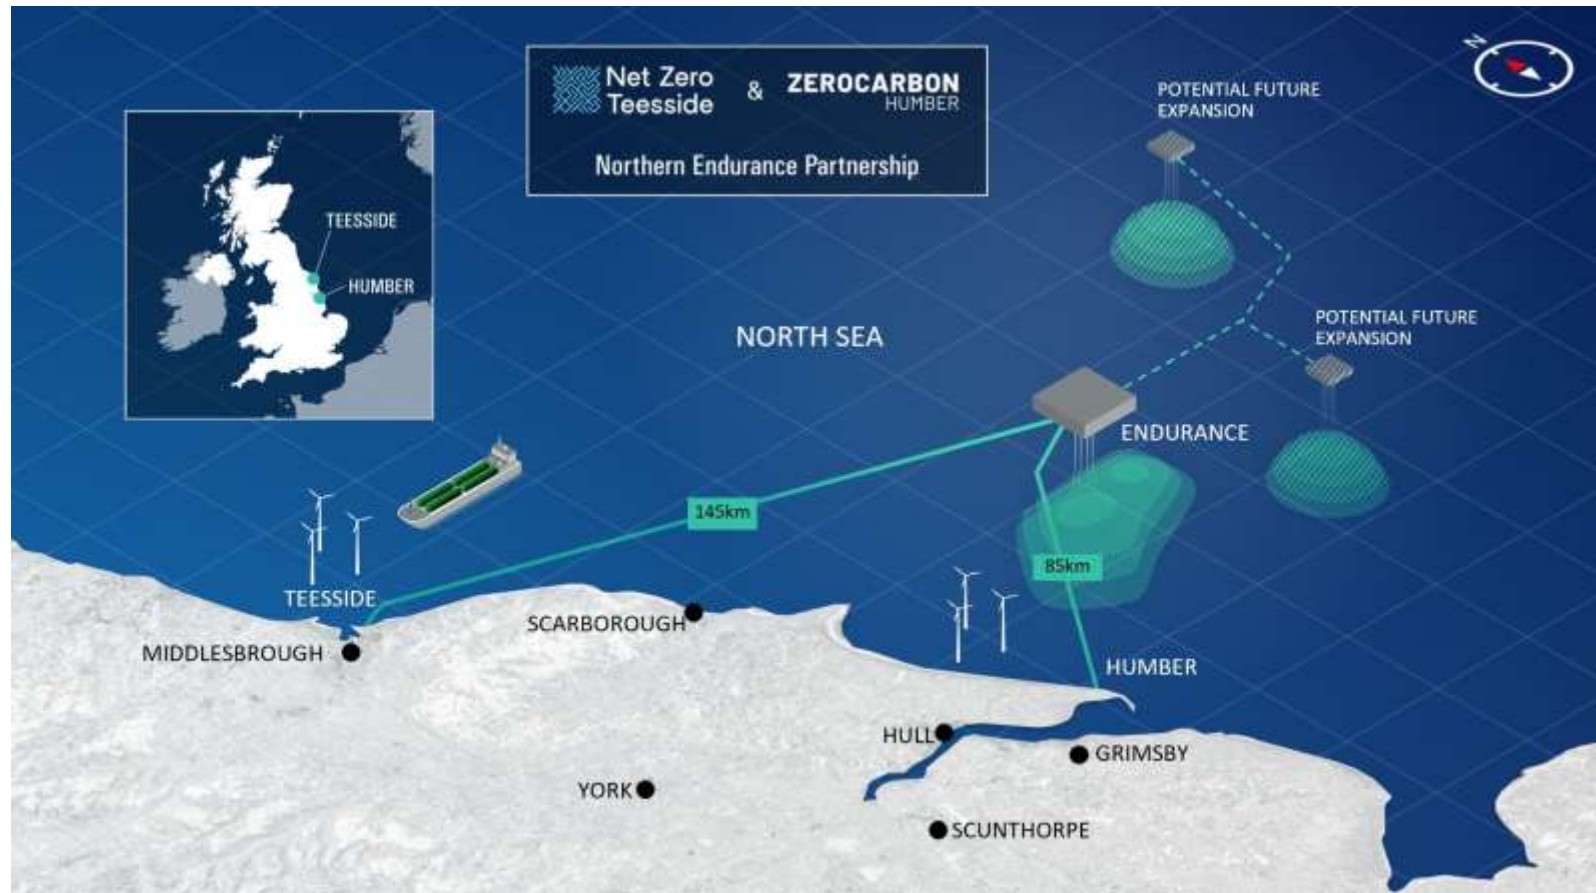 Net Zero
Teesside
&
ZEROCARBON
HUMBER
Northern Endurance Partnership
N
POTENTIAL FUTURE
EXPANSION
TEESSIDE
HUMBER
NORTH SEA
POTENTIAL FUTURE
EXPANSION
ENDURANCE
145km
85km
TEESSIDE
SCARBOROUGH
MIDDLESBROUGH
HUMBER
HULL
GRIMSBY
YORK
SCUNTHORPE